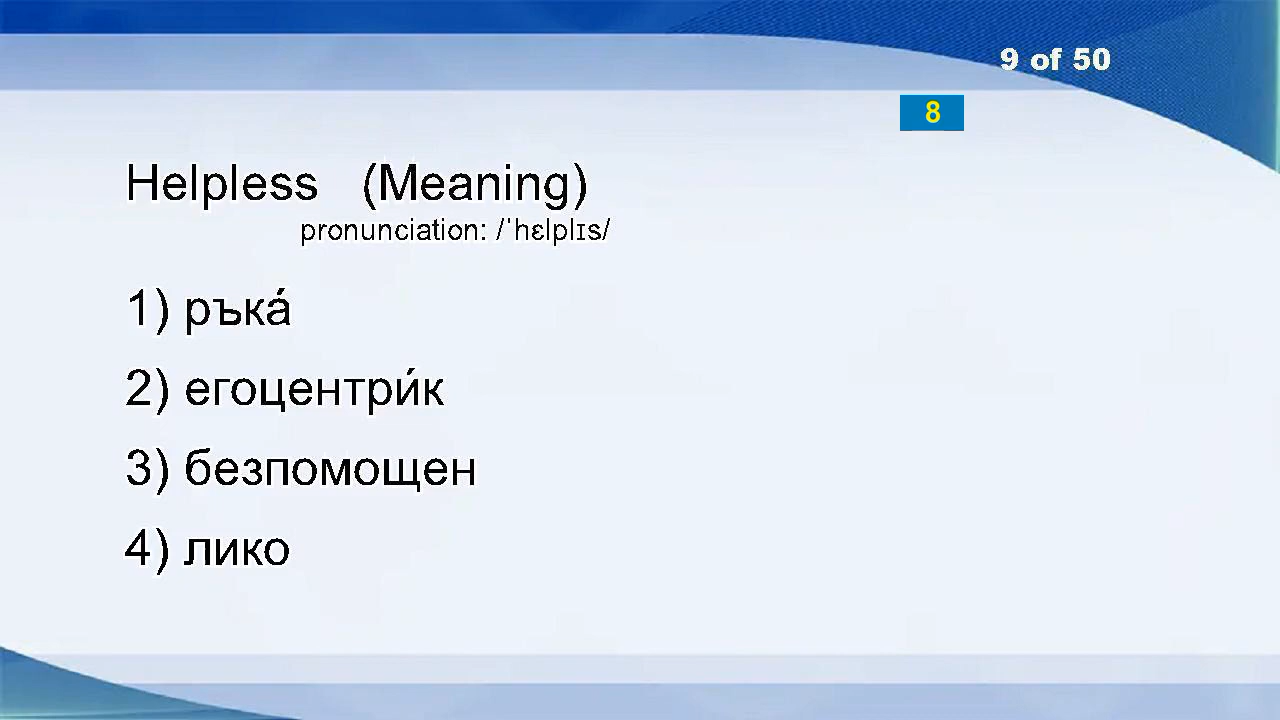 9 of 50
8
Helpless (Meaning)
pronunciation: /ˈhɛlplɪs/
1) ръка́
2) егоцентри́к
3) безпомощен
4) лико